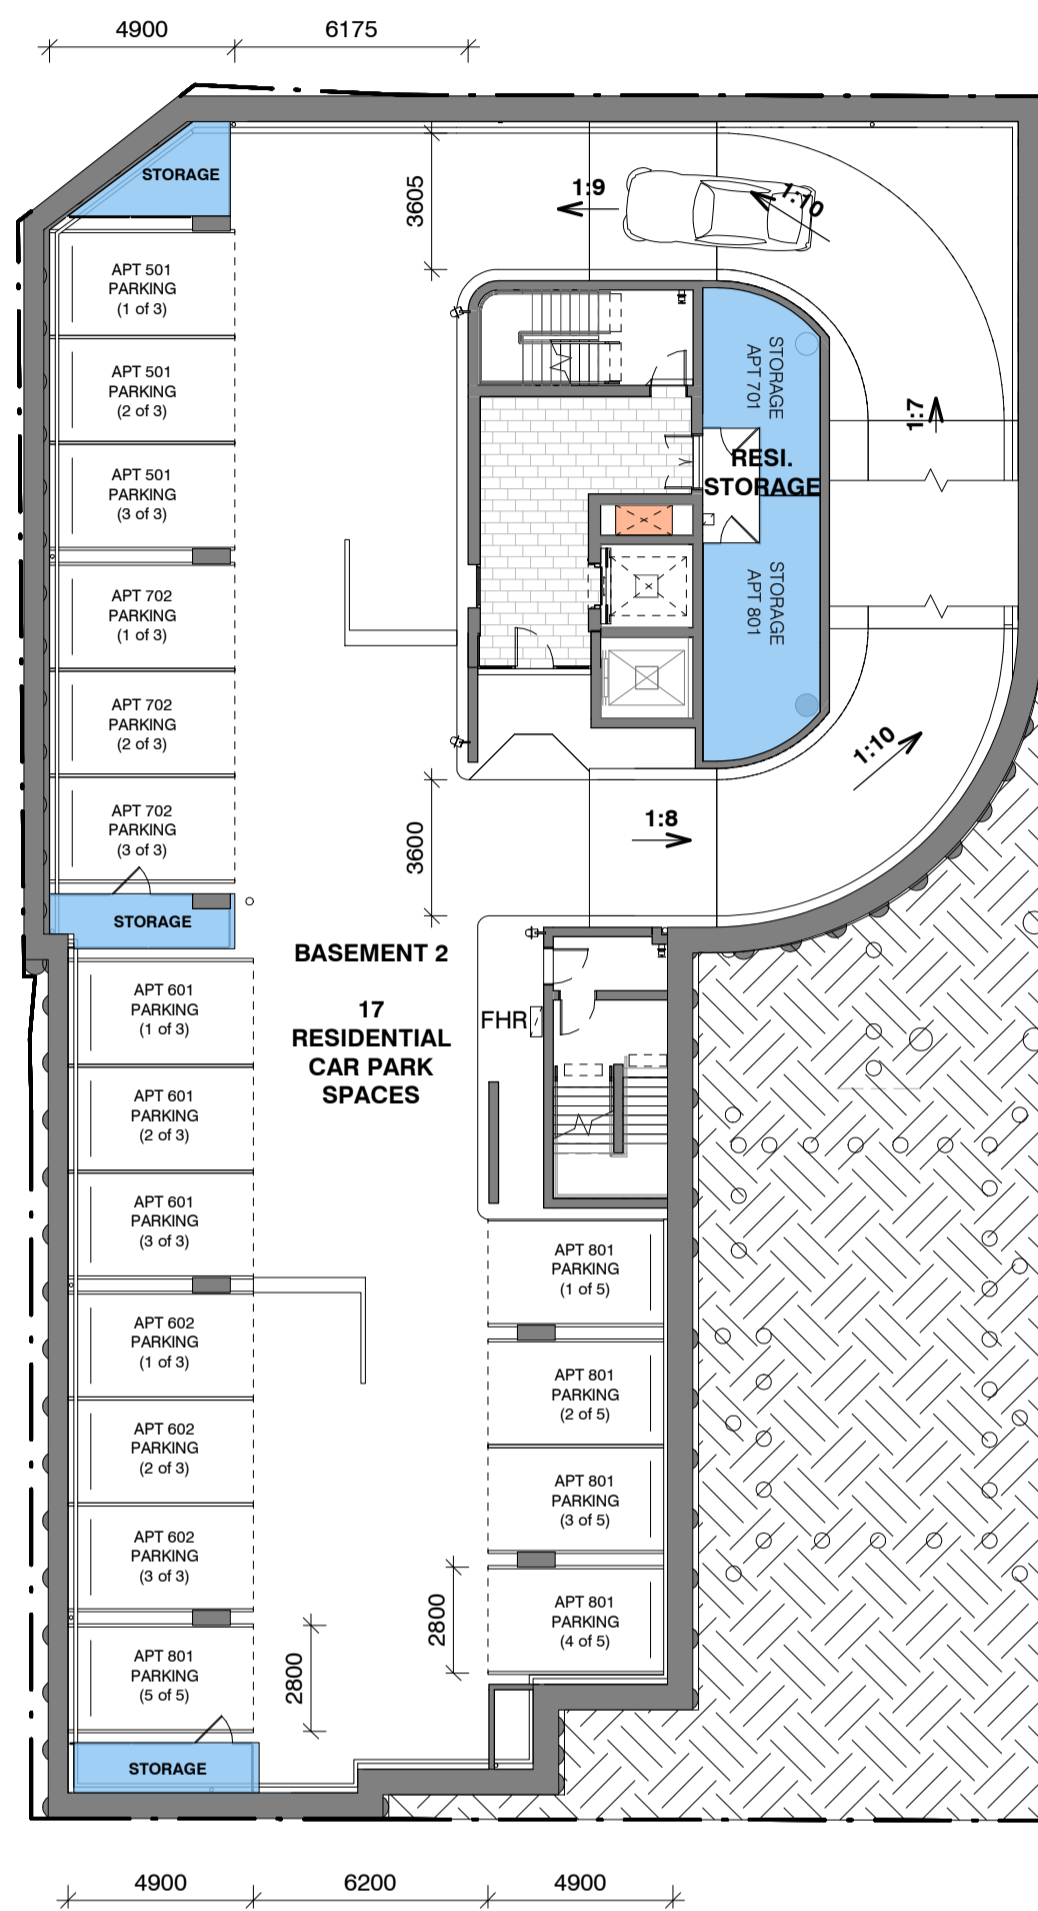 4900
6175
STORAGE
3605
1:9
1:10
APT 501
PARKING
(1 of 3)
APT 501
PARKING
(2 of 3)
APT 501
PARKING
(3 of 3)
STORAGE
APT 701
1:7
RESI.
STORAGE
APT 702
PARKING
(1 of 3)
STORAGE
APT 801
APT 702
PARKING
(2 of 3)
1:10
APT 702
PARKING
(3 of 3)
3600
1:8
STORAGE
BASEMENT 2
17
RESIDENTIAL
CAR PARK
SPACES
FHR
APT 601
PARKING
(1 of 3)
APT 601
PARKING
(2 of 3)
APT 601
PARKING
(3 of 3)
APT 602
PARKING
(1 of 3)
APT 602
PARKING
(2 of 3)
APT 602
PARKING
(3 of 3)
APT 801
PARKING
(5 of 5)
2800
STORAGE
APT 801
PARKING
(1 of 5)
APT 801
PARKING
(2 of 5)
APT 801
PARKING
(3 of 5)
APT 801
PARKING
(4 of 5)
2800
4900
6200
4900